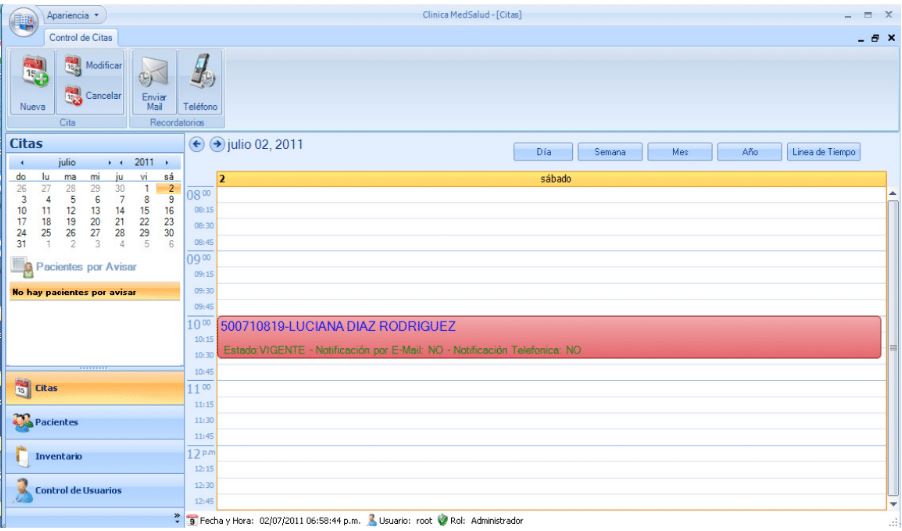 Apariencia
Clinica MedSalud - [Citas]
Control de Citas
Nueva
Modificar
Cancelar
Enviar Mail
Teléfono
Cita
Recordatorios
Citas
julio 2011
do lu ma mi ju vi sá
26 27 28 29 30 1 2
3 4 5 6 7 8 9
10 11 12 13 14 15 16
17 18 19 20 21 22 23
24 25 26 27 28 29 30
31 1 2 3 4 5 6
Pacientes por Avisar
No hay pacientes por avisar
Citas
Pacientes
Inventario
Control de Usuarios
julio 02, 2011
Día Semana Mes Año Linea de Tiempo
2 sábado
08 00
08:15
08:30
08:45
09 00
09:15
09:30
09:45
10 00 500710819-LUCIANA DIAZ RODRIGUEZ
10:15
10:30 Estado:VIGENTE - Notificación por E-Mail: NO - Notificación Telefonica: NO
10:45
11 00
11:15
11:30
11:45
12 p.m
12:15
12:30
12:45
Fecha y Hora: 02/07/2011 06:58:44 p.m. Usuario: root Rol: Administrador